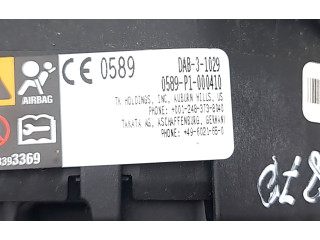 CE 0589
DAB-3-1029
0589-P1-000410
TK HOLDINGS, INC, AUBURN HILLS, US
PHONE: +001-248-373-8040
TAKATA AG, ASCHAFFENBURG, GERMANY
PHONE: +49-6021-65-0
AIRBAG
3369